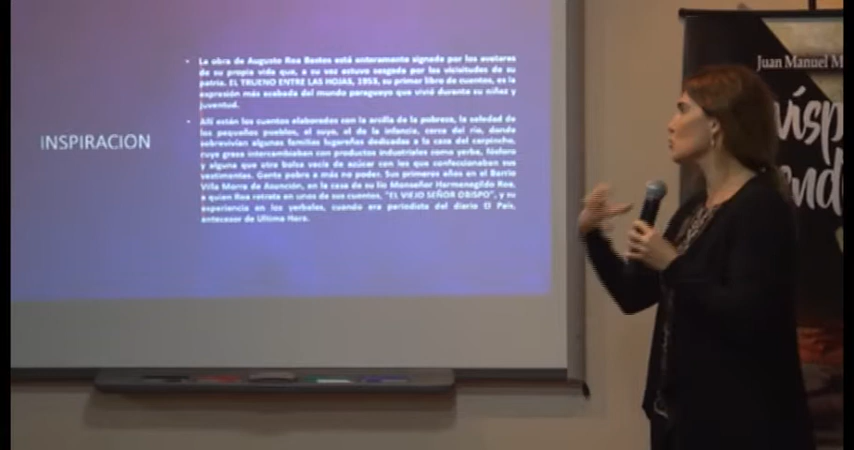 INSPIRACION
• La obra de Augusto Roa Bastos está enteramente signada por los avatares
de su propia vida que, a su vez estuvo sesgada por las vicisitudes de su
patria. EL TRUENO ENTRE LAS HOJAS, 1953, su primer libro de cuentos, es la
expresión más acabada del mundo paraguayo que vivió durante su niñez y
juventud.
• Allí están los cuentos elaborados con la arcilla de la pobreza, la soledad de
los pequeños pueblos, el suyo, el de la infancia, cerca del río, donde
sobrevivían algunas familias lugareñas dedicadas a la caza del carpincho,
cuya grasa intercambiaban con productos industriales como yerba, fósforo
y alguna que otra bolsa vacía de azúcar con los que confeccionaban sus
vestimentas. Gente pobre a más no poder. Sus primeros años en el Barrio
Villa Morra de Asunción, en la casa de su tío Monseñor Hermenegildo Roa,
a quien Roa retrata en unos de sus cuentos, "EL VIEJO SEÑOR OBISPO", y su
experiencia en los yerbales, cuando era periodista del diario El País,
antecesor de Ultima Hora.
Juan Manuel M
vísp
end